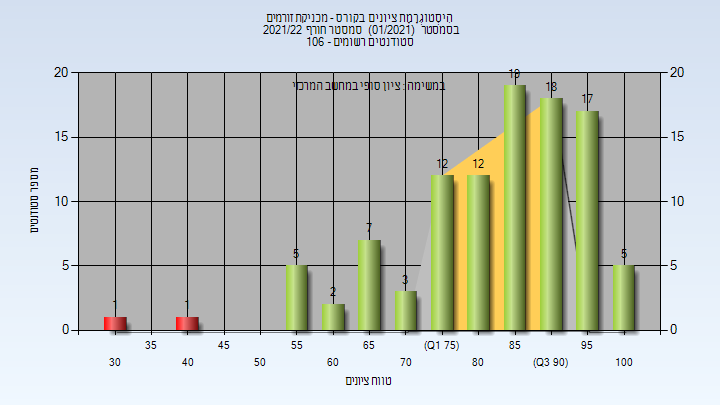 היסטוגרמת ציונים בקורס - מכניקת זורמים
בסמסטר (01/2021) סמסטר חורף 2021/22
סטודנטים רשומים - 106
במשימה : ציון סופי במחשב המרכזי
מספר סטודנטים
20 15 10 5 0
1 1 5 2 7 3 12 12 19 18 17 5
20 15 10 5 0
35 45 55 65 (Q1 75) 85 95
30 40 50 60 70 80 (Q3 90) 100
טווח ציונים